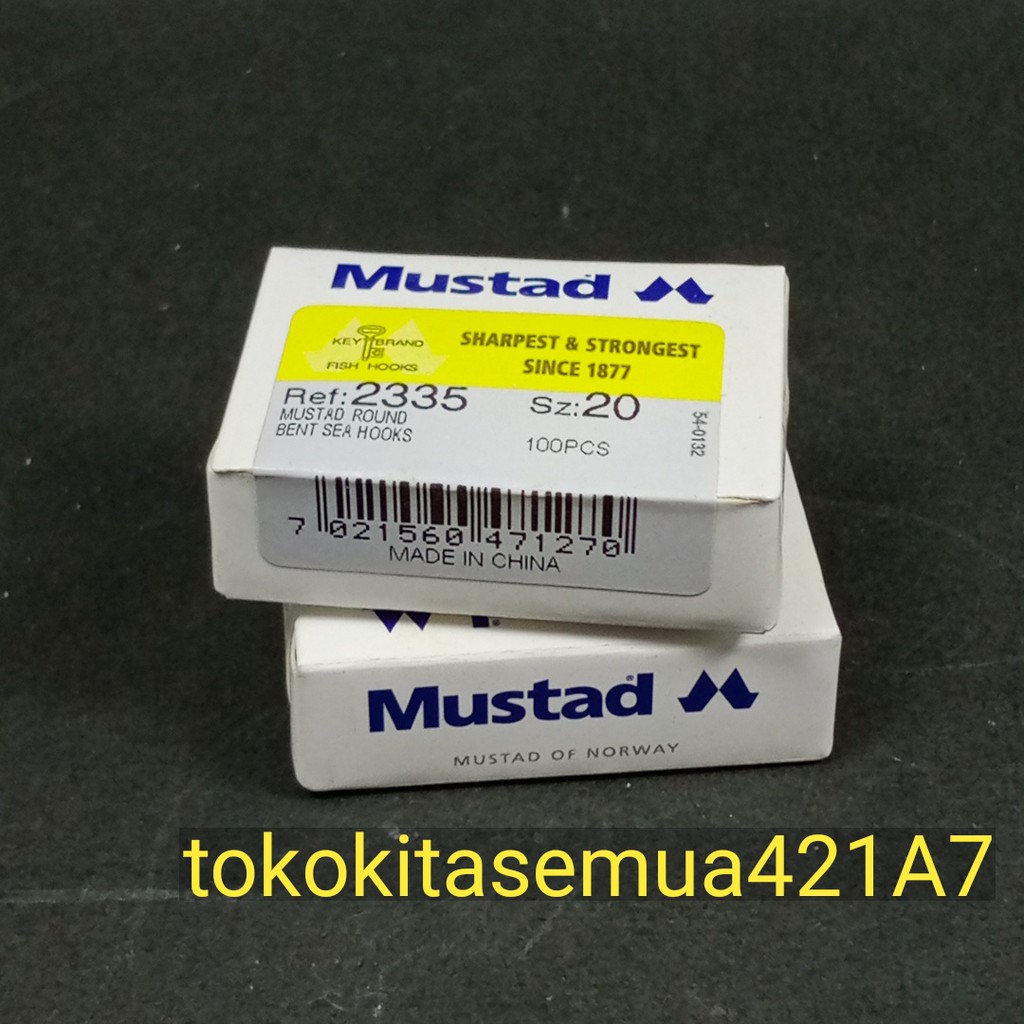 Mustad
KEY BRAND
FISH HOOKS
SHARPEST & STRONGEST
SINCE 1877
Ref:2335
Sz:20
MUSTAD ROUND
BENT SEA HOOKS
100PCS
54-0132
7 021560 471270
MADE IN CHINA
Mustad®
MUSTAD OF NORWAY
tokokitasemua421A7